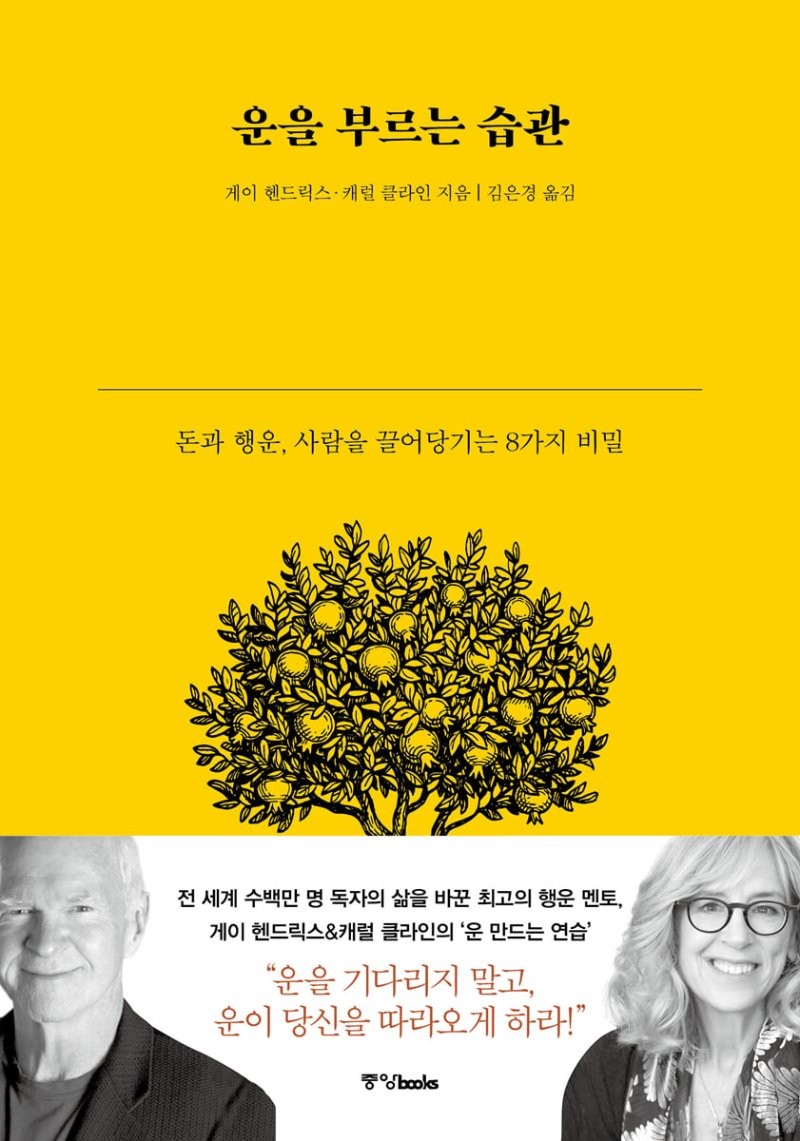 운을 부르는 습관
게이 헨드릭스·캐럴 클라인 지음 | 김은경 옮김
돈과 행운, 사람을 끌어당기는 8가지 비밀
전 세계 수백만 명 독자의 삶을 바꾼 최고의 행운 멘토,
게이 헨드릭스&캐럴 클라인의 ‘운 만드는 연습’
“운을 기다리지 말고,
운이 당신을 따라오게 하라!”
중앙books